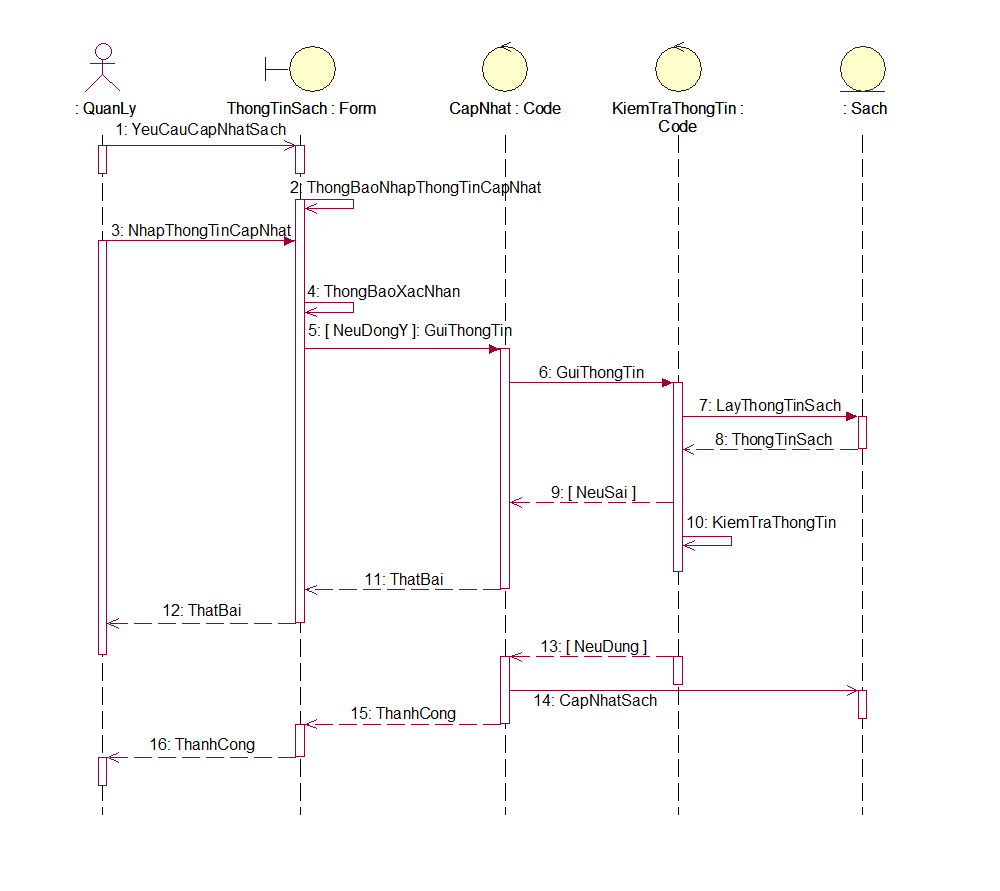 : QuanLy
ThongTinSach : Form
CapNhat : Code
KiemTraThongTin :
Code
: Sach
1: YeuCauCapNhatSach
2: ThongBaoNhapThongTinCapNhat
3: NhapThongTinCapNhat
4: ThongBaoXacNhan
5: [ NeuDongY ]: GuiThongTin
6: GuiThongTin
7: LayThongTinSach
8: ThongTinSach
9: [ NeuSai ]
10: KiemTraThongTin
11: ThatBai
12: ThatBai
13: [ NeuDung ]
14: CapNhatSach
15: ThanhCong
16: ThanhCong